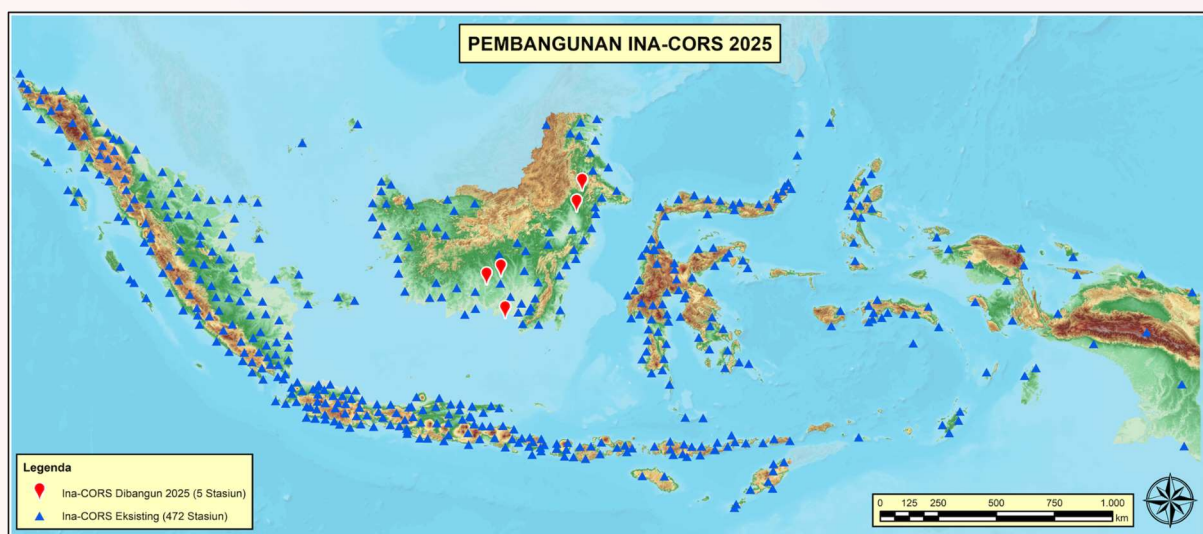 PEMBANGUNAN INA-CORS 2025
Legenda
Ina-CORS Dibangun 2025 (5 Stasiun)
Ina-CORS Eksisting (472 Stasiun)
0 125 250 500 750 1.000
km